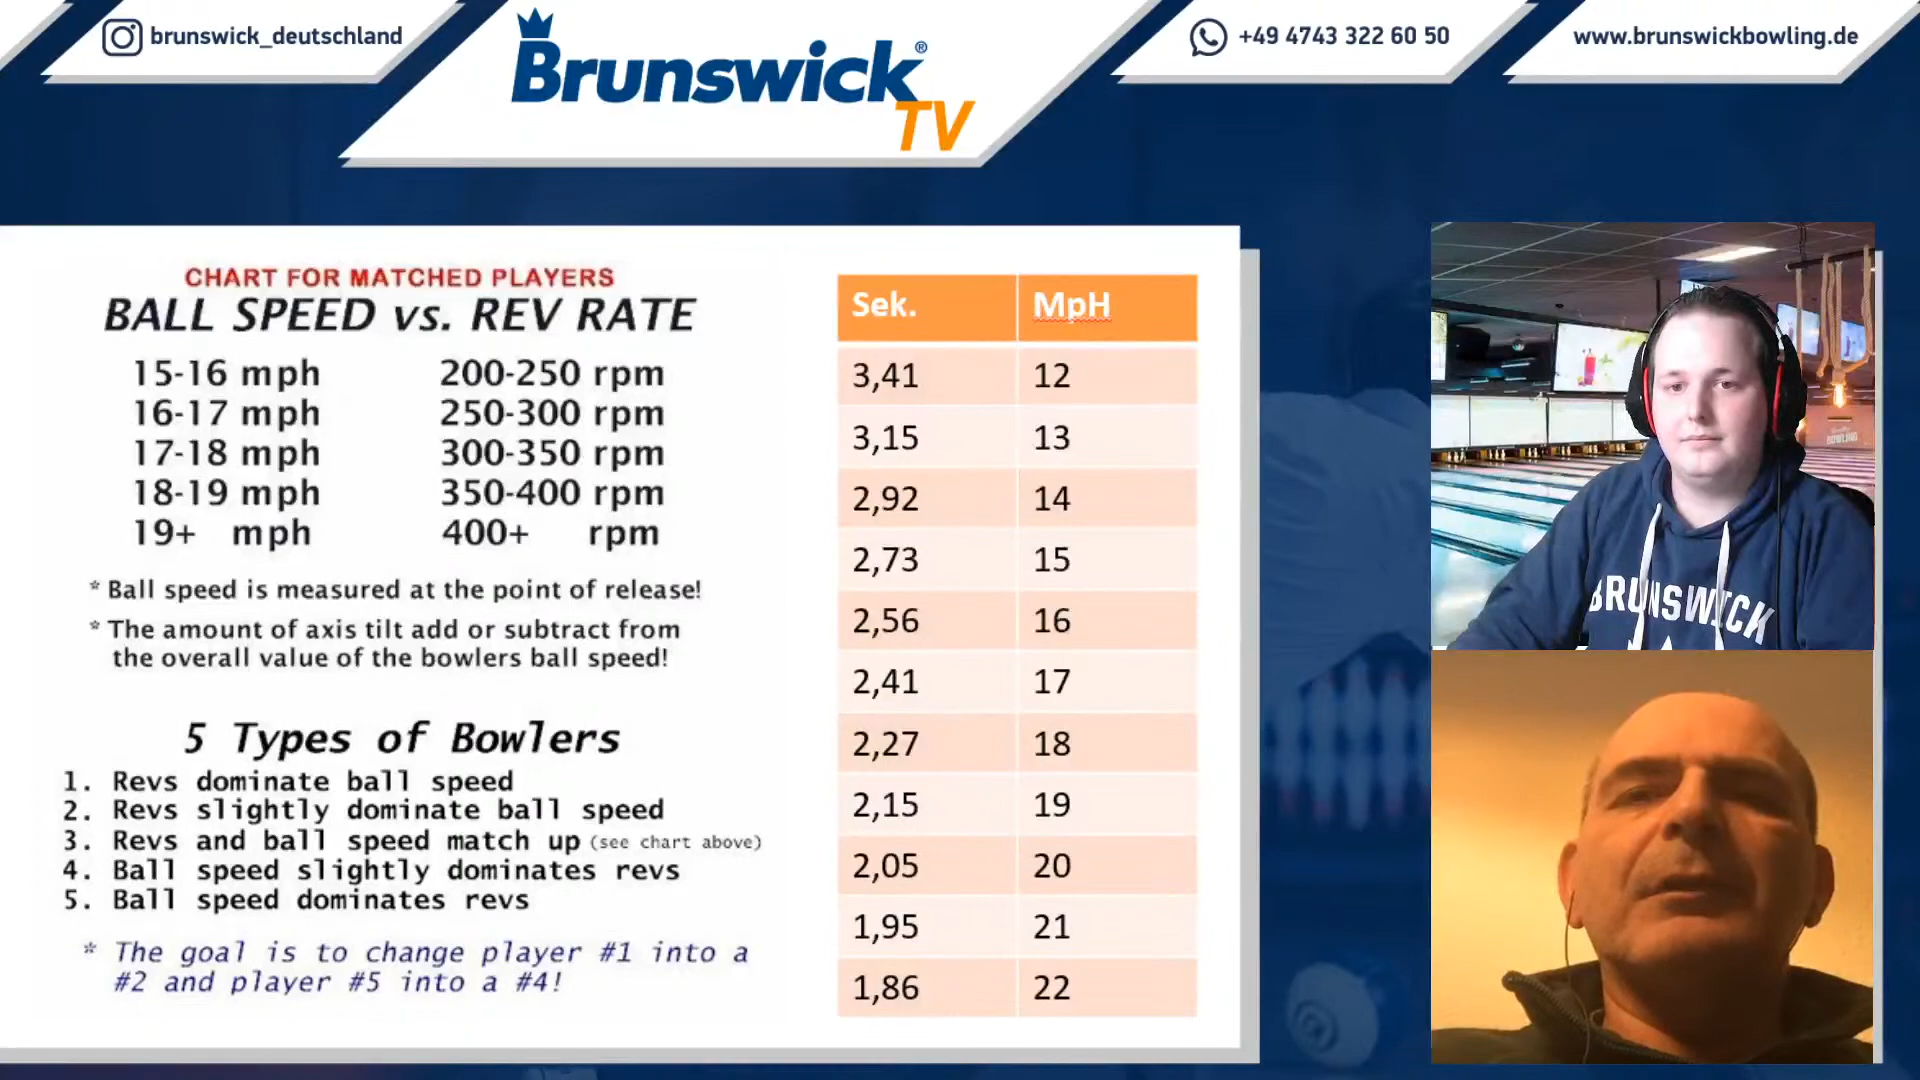 brunswick_deutschland
Brunswick®
TV
+49 4743 322 60 50
www.brunswickbowling.de
CHART FOR MATCHED PLAYERS
BALL SPEED vs. REV RATE
15-16 mph 200-250 rpm
16-17 mph 250-300 rpm
17-18 mph 300-350 rpm
18-19 mph 350-400 rpm
19+ mph 400+ rpm
* Ball speed is measured at the point of release!
* The amount of axis tilt add or subtract from
the overall value of the bowlers ball speed!
5 Types of Bowlers
1. Revs dominate ball speed
2. Revs slightly dominate ball speed
3. Revs and ball speed match up (see chart above)
4. Ball speed slightly dominates revs
5. Ball speed dominates revs
* The goal is to change player #1 into a
#2 and player #5 into a #4!
Sek. MpH
3,41 12
3,15 13
2,92 14
2,73 15
2,56 16
2,41 17
2,27 18
2,15 19
2,05 20
1,95 21
1,86 22
BOWLING
BRUNSWICK